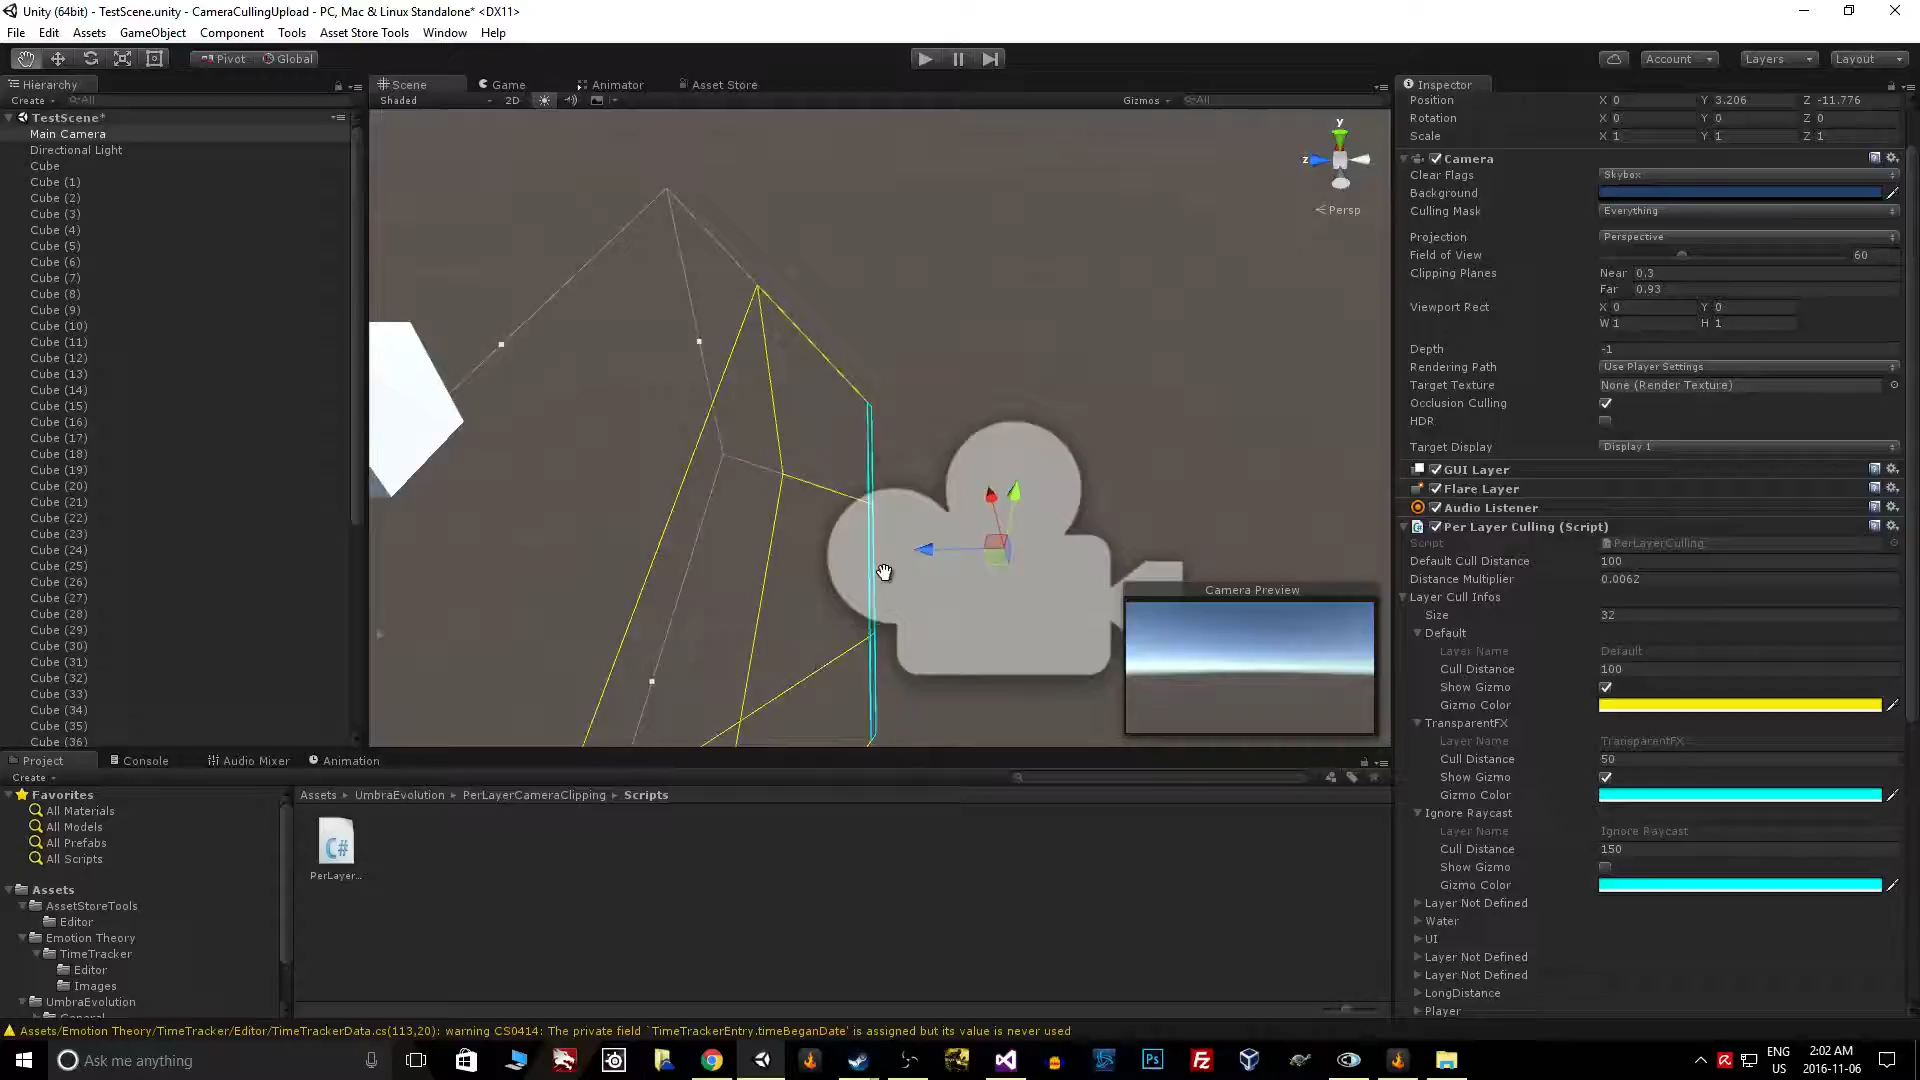 Unity (64bit) - TestScene.unity - CameraCullingUpload - PC, Mac & Linux Standalone* <DX11>
File Edit Assets GameObject Component Tools Asset Store Tools Window Help
Pivot Global Account Layers Layout
Hierarchy
Create All
TestScene*
Main Camera
Directional Light
Cube
Cube (1)
Cube (2)
Cube (3)
Cube (4)
Cube (5)
Cube (6)
Cube (7)
Cube (8)
Cube (9)
Cube (10)
Cube (11)
Cube (12)
Cube (13)
Cube (14)
Cube (15)
Cube (16)
Cube (17)
Cube (18)
Cube (19)
Cube (20)
Cube (21)
Cube (22)
Cube (23)
Cube (24)
Cube (25)
Cube (26)
Cube (27)
Cube (28)
Cube (29)
Cube (30)
Cube (31)
Cube (32)
Cube (33)
Cube (34)
Cube (35)
Cube (36)
Scene Game Animator Asset Store
Shaded 2D Gizmos All
y
z
Persp
Camera Preview
Inspector
Position X 0 Y 3.206 Z -11.776
Rotation X 0 Y 0 Z 0
Scale X 1 Y 1 Z 1
Camera
Clear Flags Skybox
Background
Culling Mask Everything
Projection Perspective
Field of View 60
Clipping Planes Near 0.3
Far 0.93
Viewport Rect X 0 Y 0
W 1 H 1
Depth -1
Rendering Path Use Player Settings
Target Texture None (Render Texture)
Occlusion Culling
HDR
Target Display Display 1
GUI Layer
Flare Layer
Audio Listener
Per Layer Culling (Script)
Script PerLayerCulling
Default Cull Distance 100
Distance Multiplier 0.0062
Layer Cull Infos
Size 32
Default
Layer Name Default
Cull Distance 100
Show Gizmo
Gizmo Color
TransparentFX
Layer Name TransparentFX
Cull Distance 50
Show Gizmo
Gizmo Color
Ignore Raycast
Layer Name Ignore Raycast
Cull Distance 150
Show Gizmo
Gizmo Color
Layer Not Defined
Water
UI
Layer Not Defined
Layer Not Defined
LongDistance
Player
Project Console Audio Mixer Animation
Create
Favorites
All Materials
All Models
All Prefabs
All Scripts
Assets
AssetStoreTools
Editor
Emotion Theory
TimeTracker
Editor
Images
UmbraEvolution
Assets UmbraEvolution PerLayerCameraClipping Scripts
C#
PerLayer...
Assets/Emotion Theory/TimeTracker/Editor/TimeTrackerData.cs(113,20): warning CS0414: The private field `TimeTrackerEntry.timeBeganDate' is assigned but its value is never used
Ask me anything
Ps
Fz
ENG
US
2:02 AM
2016-11-06